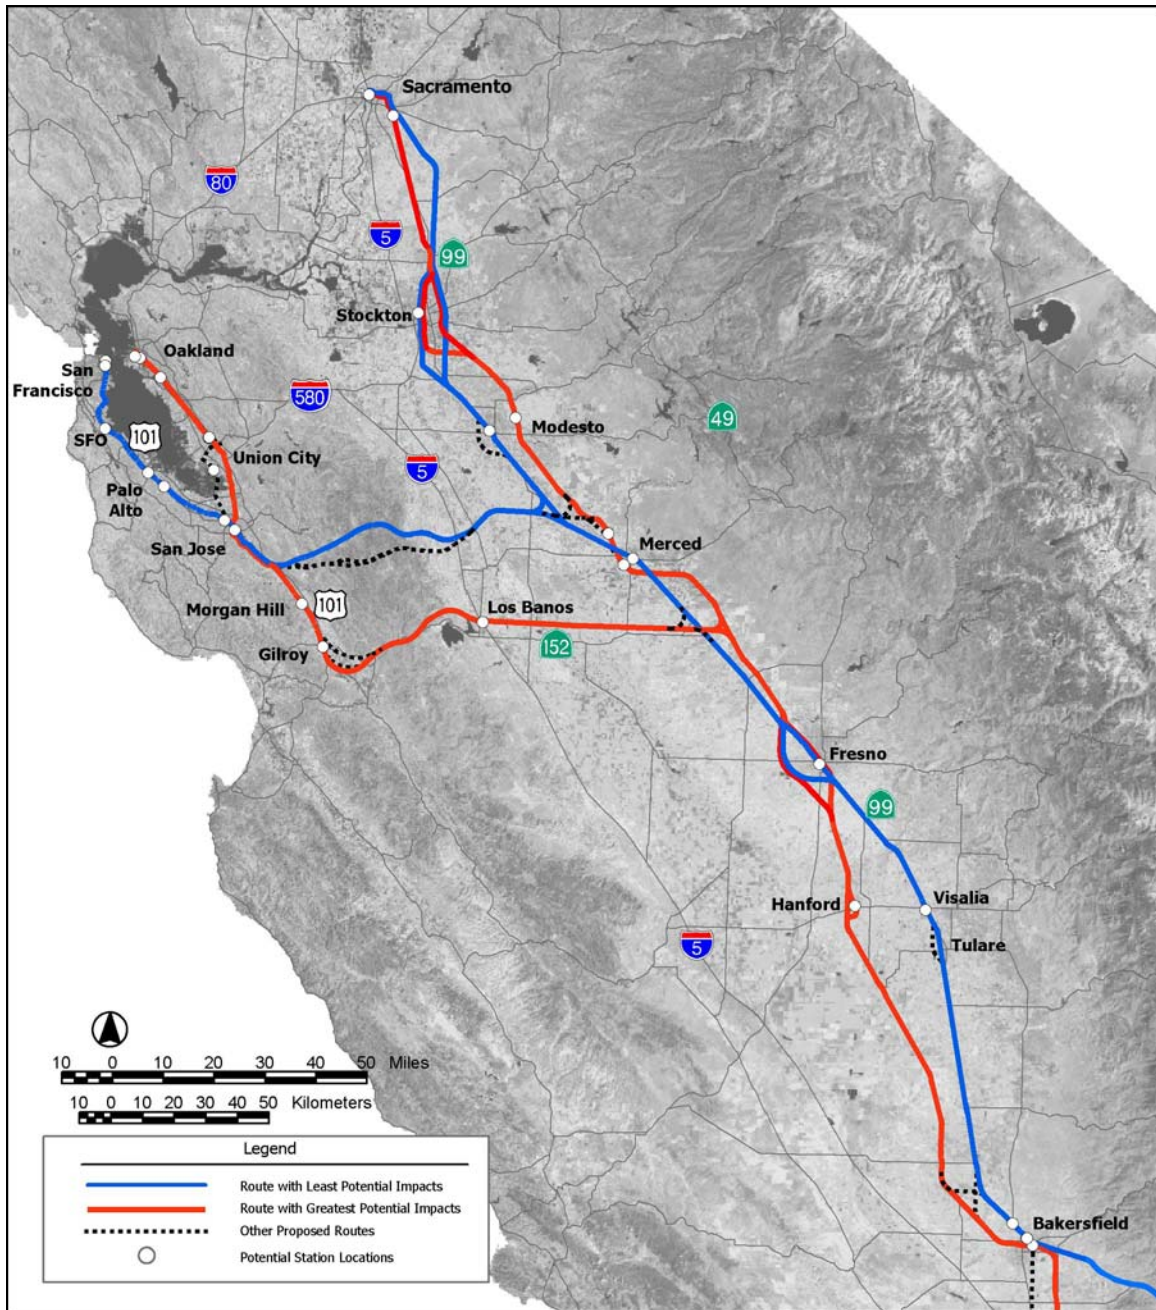 Sacramento
80
5
99
Stockton
Oakland
San
Francisco
580
49
Modesto
101
SFO
Union City
5
Palo
Alto
San Jose
Merced
101
Morgan Hill
Los Banos
Gilroy
152
Fresno
99
Hanford
Visalia
5
Tulare
10 0 10 20 30 40 50 Miles
10 0 10 20 30 40 50 Kilometers
Legend
Route with Least Potential Impacts
Route with Greatest Potential Impacts
Other Proposed Routes
Potential Station Locations
Bakersfield